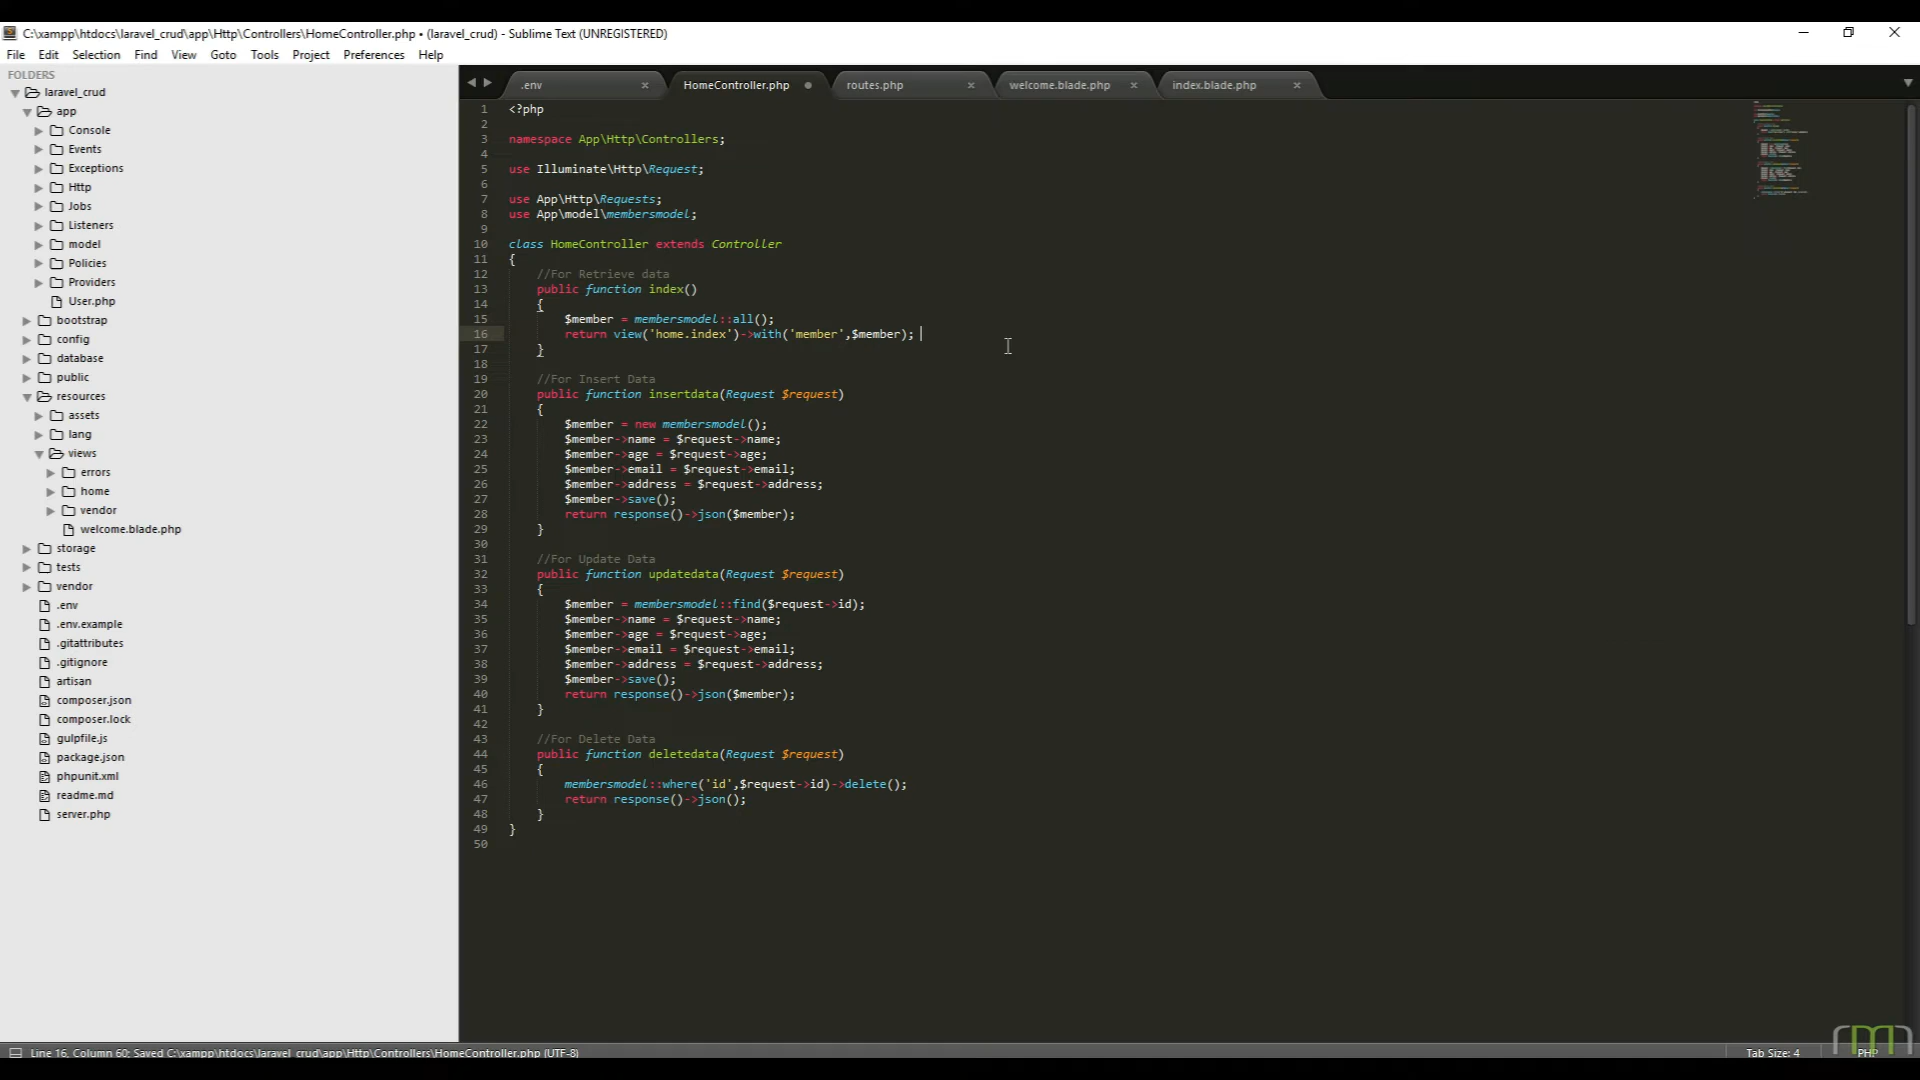 C:\xampp\htdocs\laravel_crud\app\Http\Controllers\HomeController.php • (laravel_crud) - Sublime Text (UNREGISTERED)
File Edit Selection Find View Goto Tools Project Preferences Help
FOLDERS
laravel_crud
app
Console
Events
Exceptions
Http
Jobs
Listeners
model
Policies
Providers
User.php
bootstrap
config
database
public
resources
assets
lang
views
errors
home
vendor
welcome.blade.php
storage
tests
vendor
.env
.env.example
.gitattributes
.gitignore
artisan
composer.json
composer.lock
gulpfile.js
package.json
phpunit.xml
readme.md
server.php
.env HomeController.php routes.php welcome.blade.php index.blade.php
1 <?php
2
3 namespace App\Http\Controllers;
4
5 use Illuminate\Http\Request;
6
7 use App\Http\Requests;
8 use App\model\membersmodel;
9
10 class HomeController extends Controller
11 {
12 //For Retrieve data
13 public function index()
14 {
15 $member = membersmodel::all();
16 return view('home.index')->with('member',$member);
17 }
18
19 //For Insert Data
20 public function insertdata(Request $request)
21 {
22 $member = new membersmodel();
23 $member->name = $request->name;
24 $member->age = $request->age;
25 $member->email = $request->email;
26 $member->address = $request->address;
27 $member->save();
28 return response()->json($member);
29 }
30
31 //For Update Data
32 public function updatedata(Request $request)
33 {
34 $member = membersmodel::find($request->id);
35 $member->name = $request->name;
36 $member->age = $request->age;
37 $member->email = $request->email;
38 $member->address = $request->address;
39 $member->save();
40 return response()->json($member);
41 }
42
43 //For Delete Data
44 public function deletedata(Request $request)
45 {
46 membersmodel::where('id',$request->id)->delete();
47 return response()->json();
48 }
49 }
50
Line 16, Column 60; Saved C:\xampp\htdocs\laravel_crud\app\Http\Controllers\HomeController.php (UTF-8)
Tab Size: 4 PHP